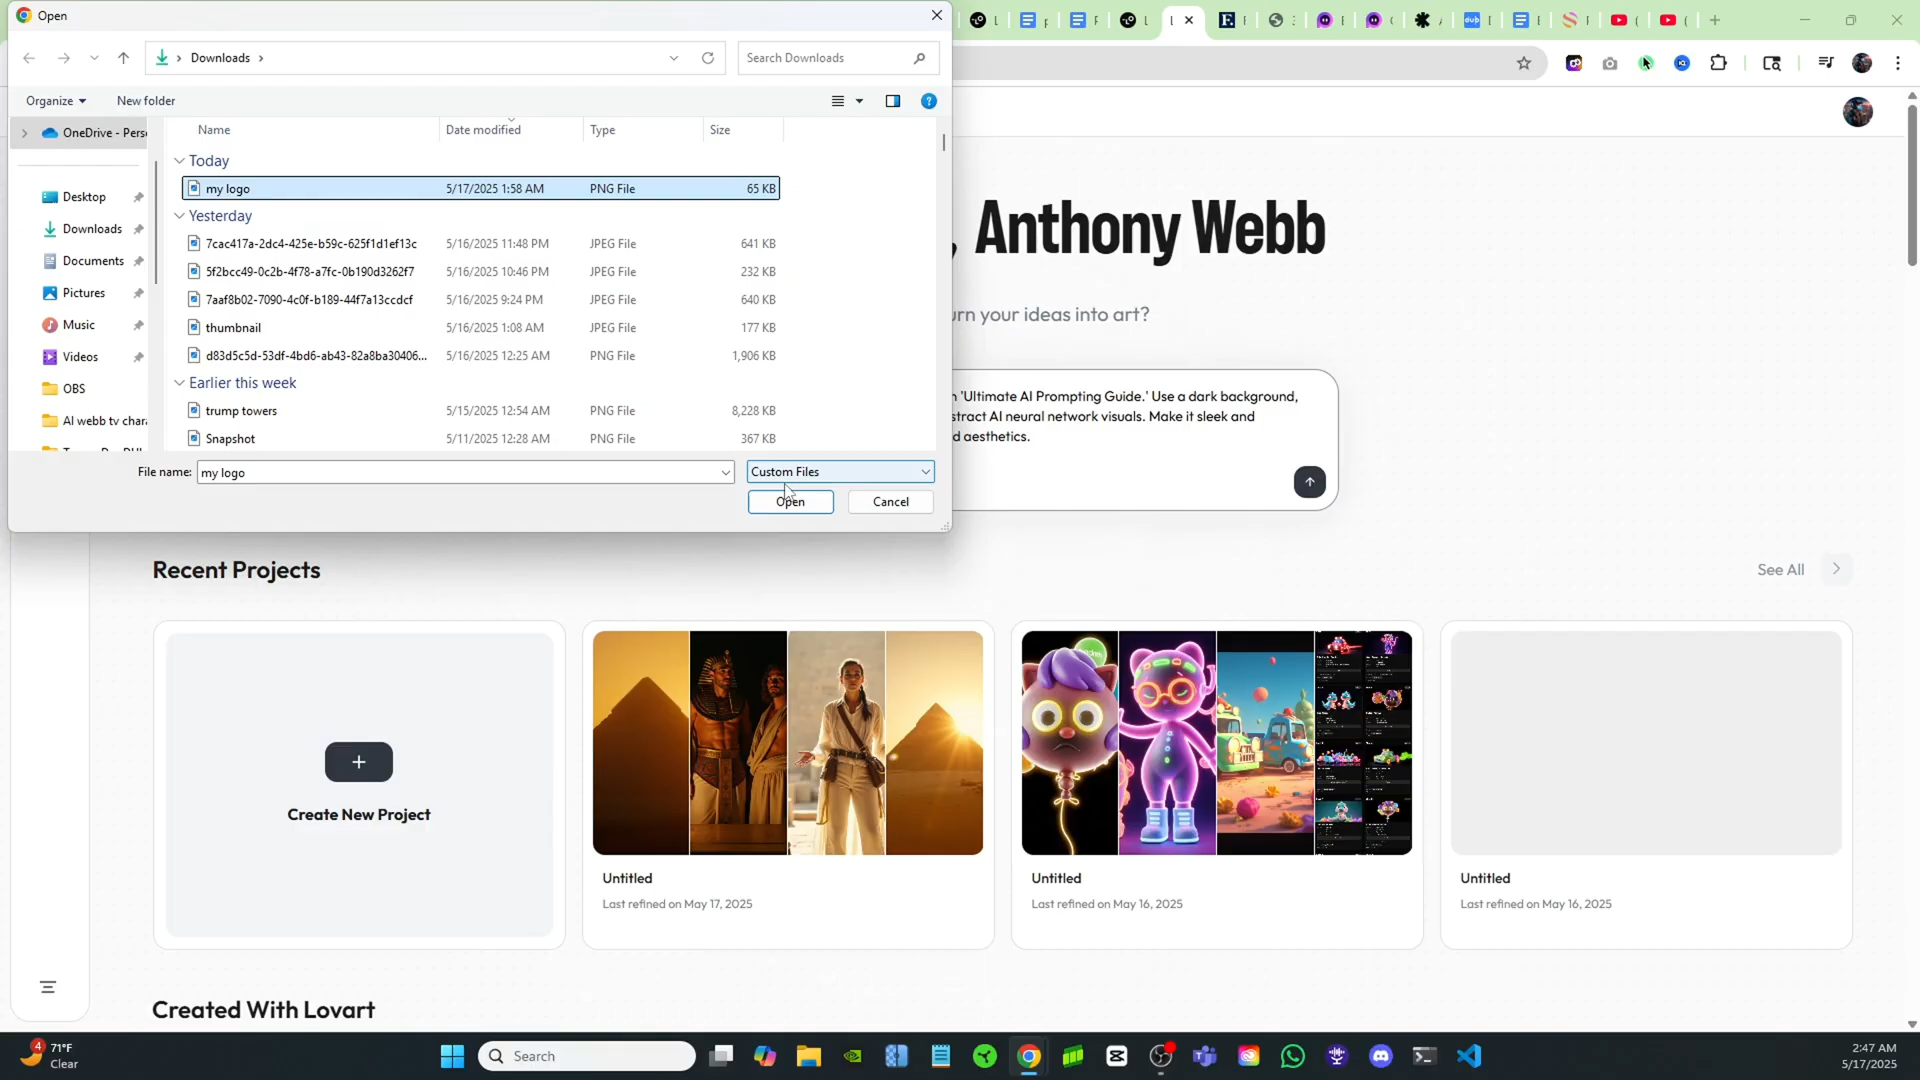 Open
Downloads
Search Downloads
Organize
New folder
OneDrive - Pers
Desktop
Downloads
Documents
Pictures
Music
Videos
OBS
AI webb tv chara
Name
Date modified
Type
Size
Today
my logo 5/17/2025 1:58 AM PNG File 65 KB
Yesterday
7cac417a-2dc4-425e-b59c-625f1d1ef13c 5/16/2025 11:48 PM JPEG File 641 KB
5f2bcc49-0c2b-4f78-a7fc-0b190d3262f7 5/16/2025 10:46 PM JPEG File 232 KB
7aaf8b02-7090-4c0f-b189-44f7a13ccdcf 5/16/2025 9:24 PM JPEG File 640 KB
thumbnail 5/16/2025 1:08 AM JPEG File 177 KB
d83d5c5d-53df-4bd6-ab43-82a8ba30406... 5/16/2025 12:25 AM PNG File 1,906 KB
Earlier this week
trump towers 5/15/2025 12:54 AM PNG File 8,228 KB
Snapshot 5/11/2025 12:28 AM PNG File 367 KB
File name: my logo
Custom Files
Open
Cancel
, Anthony Webb
urn your ideas into art?
'Ultimate AI Prompting Guide.' Use a dark background,
stract AI neural network visuals. Make it sleek and
d aesthetics.
Recent Projects
See All
Create New Project
Untitled
Last refined on May 17, 2025
Untitled
Last refined on May 16, 2025
Untitled
Last refined on May 16, 2025
Created With Lovart
4
71°F
Clear
Search
2:47 AM
5/17/2025